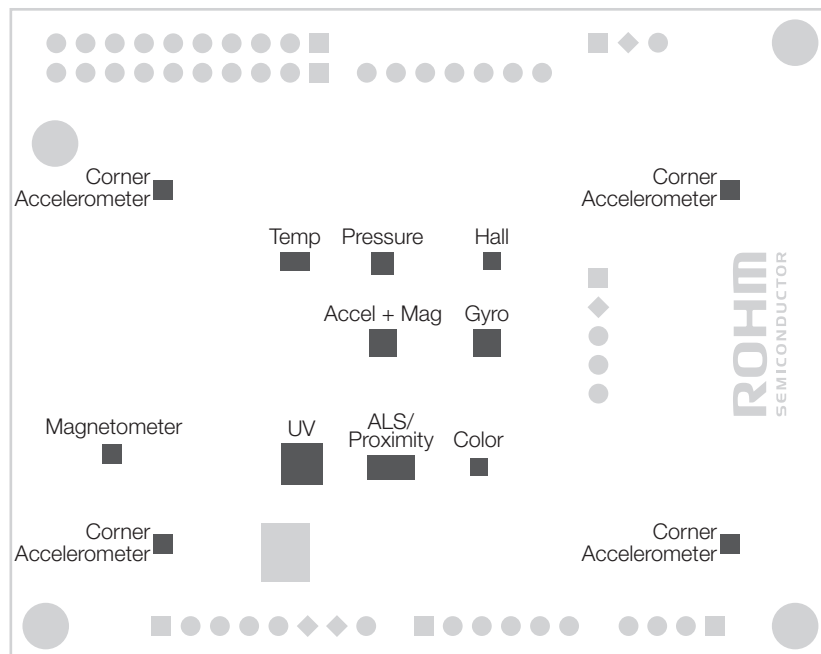 Corner
Accelerometer
Corner
Accelerometer
Temp
Pressure
Hall
Accel + Mag
Gyro
ROHM
SEMICONDUCTOR
Magnetometer
UV
ALS/
Proximity
Color
Corner
Accelerometer
Corner
Accelerometer